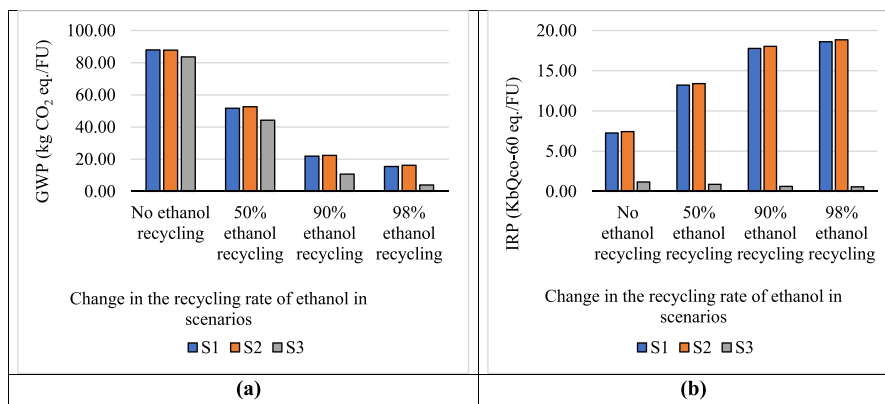 100.00
80.00
60.00
40.00
20.00
0.00
GWP (kg CO2 eq./FU)
No ethanol
recycling
50%
ethanol
recycling
90%
ethanol
recycling
98%
ethanol
recycling
Change in the recycling rate of ethanol in
scenarios
S1 S2 S3
(a)
20.00
15.00
10.00
5.00
0.00
IRP (KbQco-60 eq./FU)
No
ethanol
recycling
50%
ethanol
recycling
90%
ethanol
recycling
98%
ethanol
recycling
Change in the recycling rate of ethanol in
scenarios
S1 S2 S3
(b)